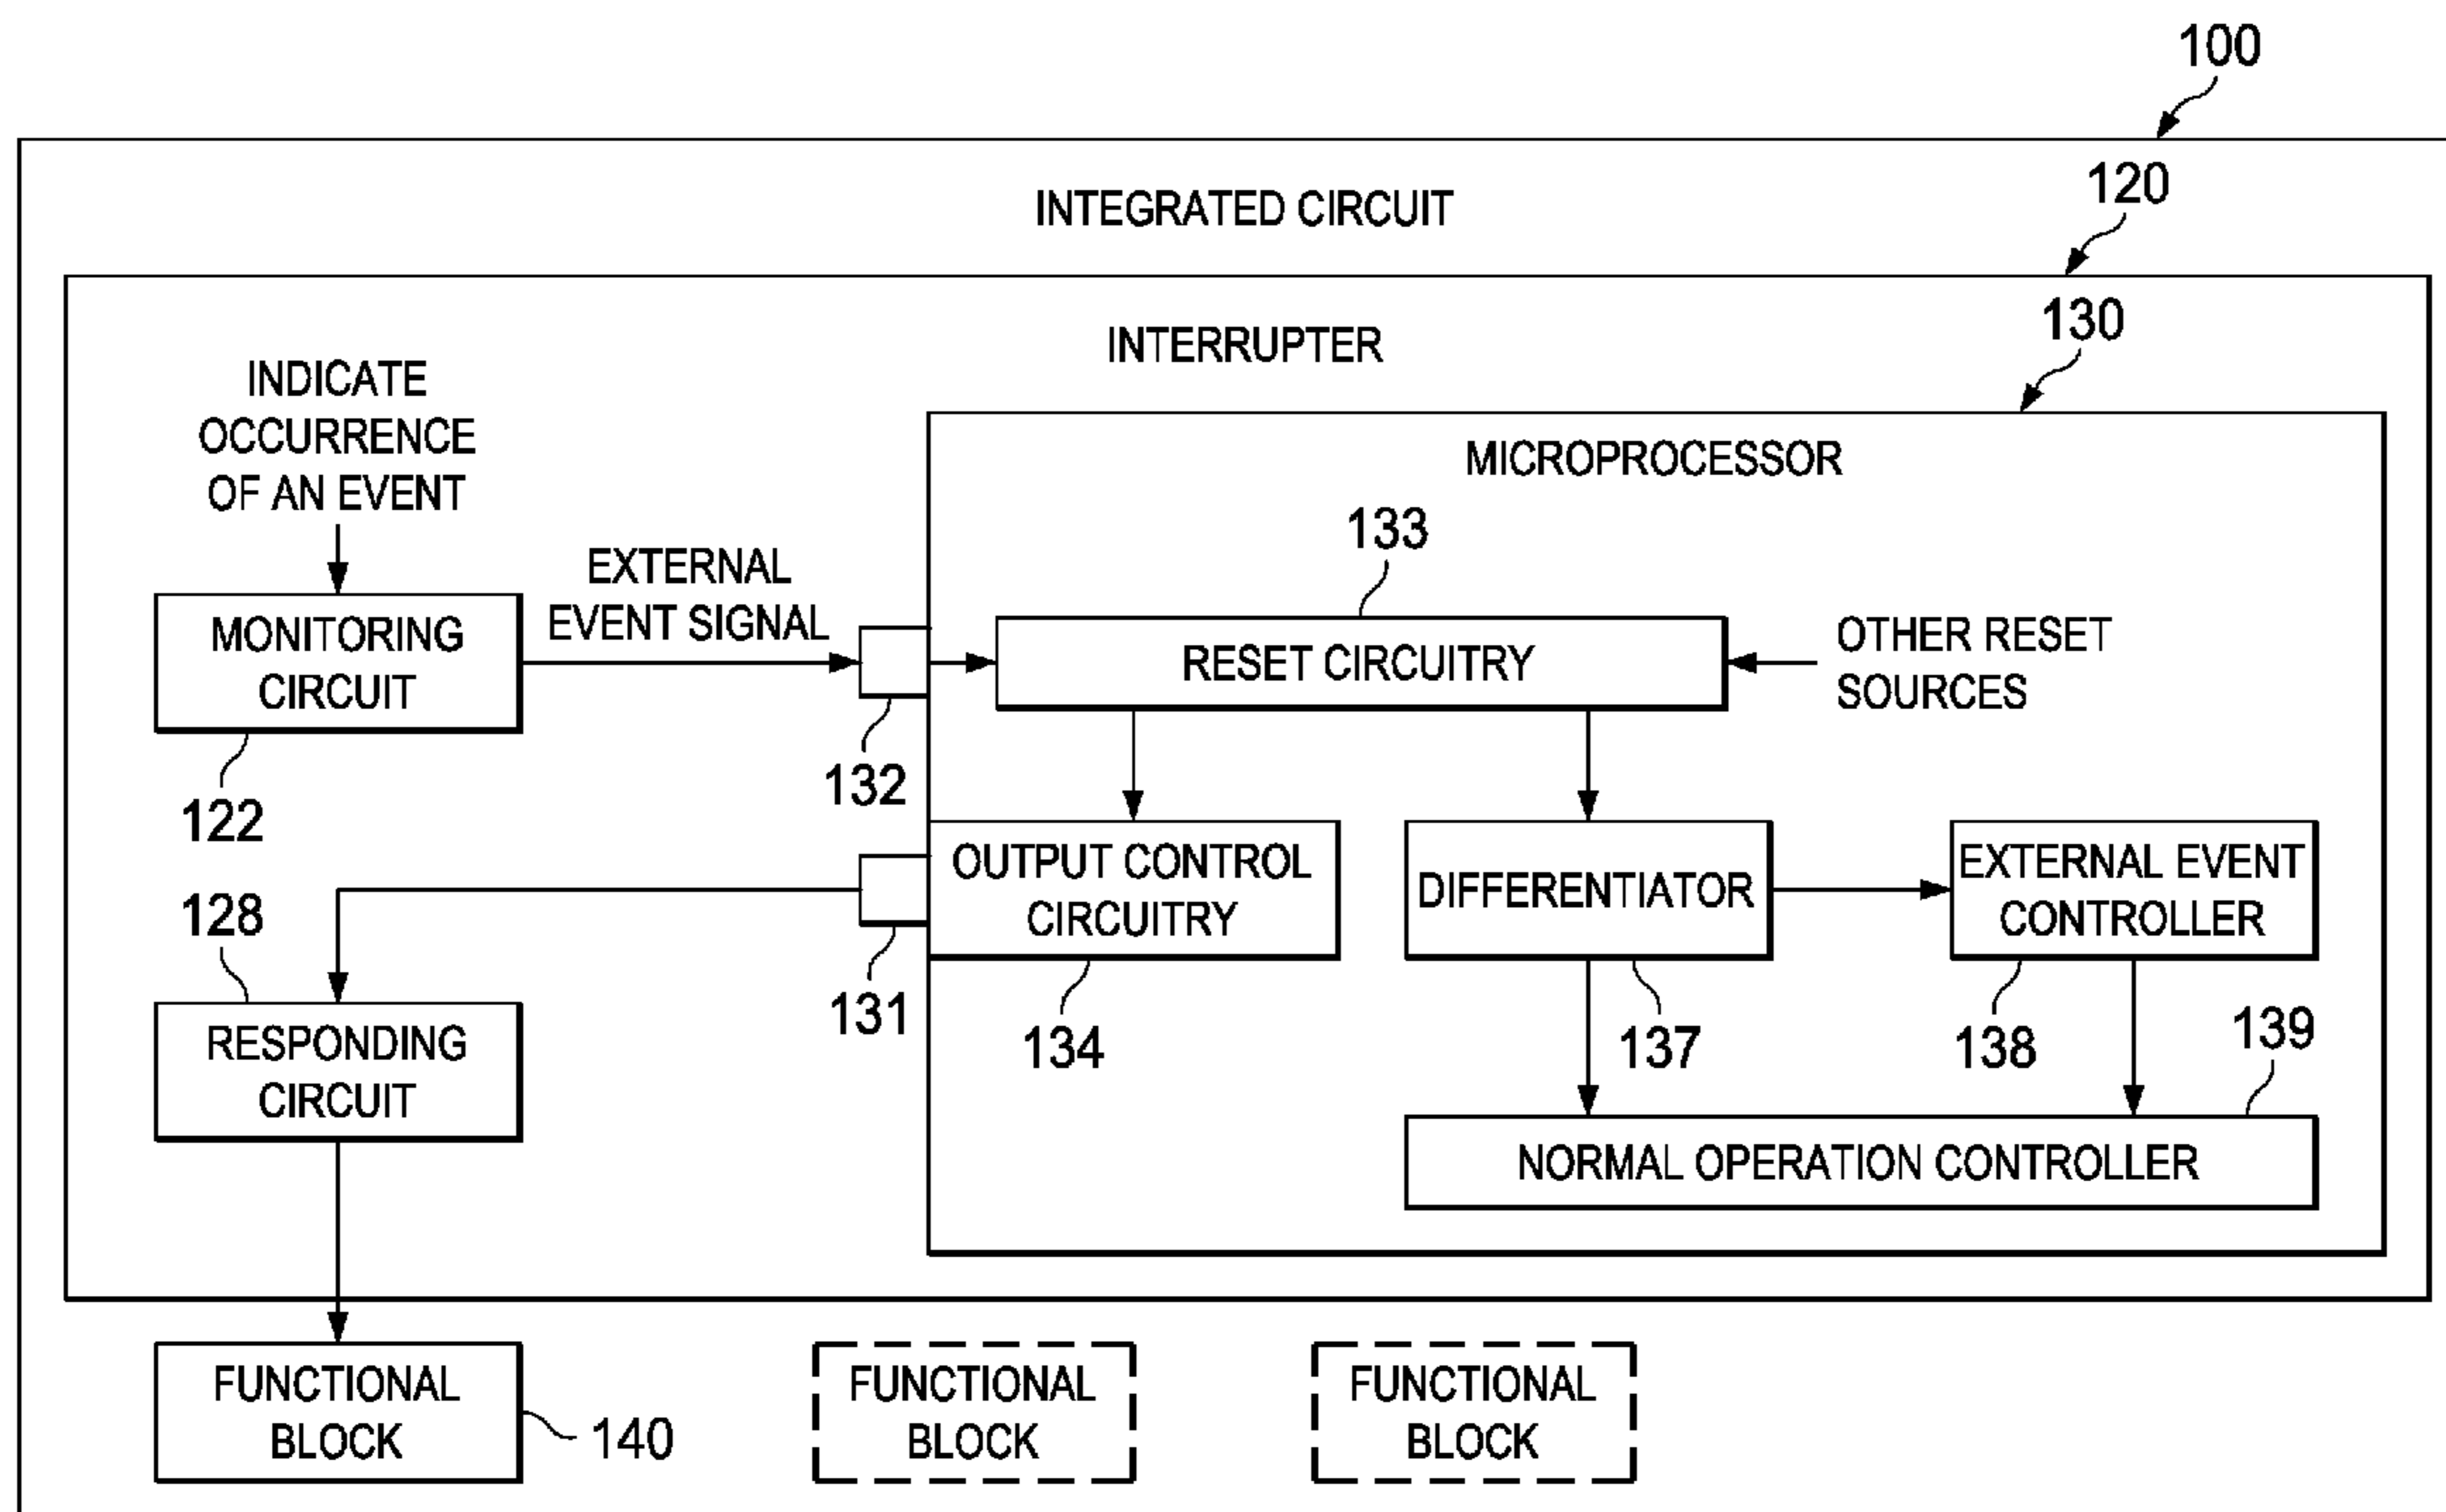 100
INTEGRATED CIRCUIT
120
INTERRUPTER
130
INDICATE
OCCURRENCE
OF AN EVENT
MICROPROCESSOR
EXTERNAL
EVENT SIGNAL
133
MONITORING
CIRCUIT
122
132
RESET CIRCUITRY
OTHER RESET
SOURCES
OUTPUT CONTROL
CIRCUITRY
134
131
DIFFERENTIATOR
137
EXTERNAL EVENT
CONTROLLER
138
139
128
RESPONDING
CIRCUIT
NORMAL OPERATION CONTROLLER
FUNCTIONAL
BLOCK
140
FUNCTIONAL
BLOCK
FUNCTIONAL
BLOCK